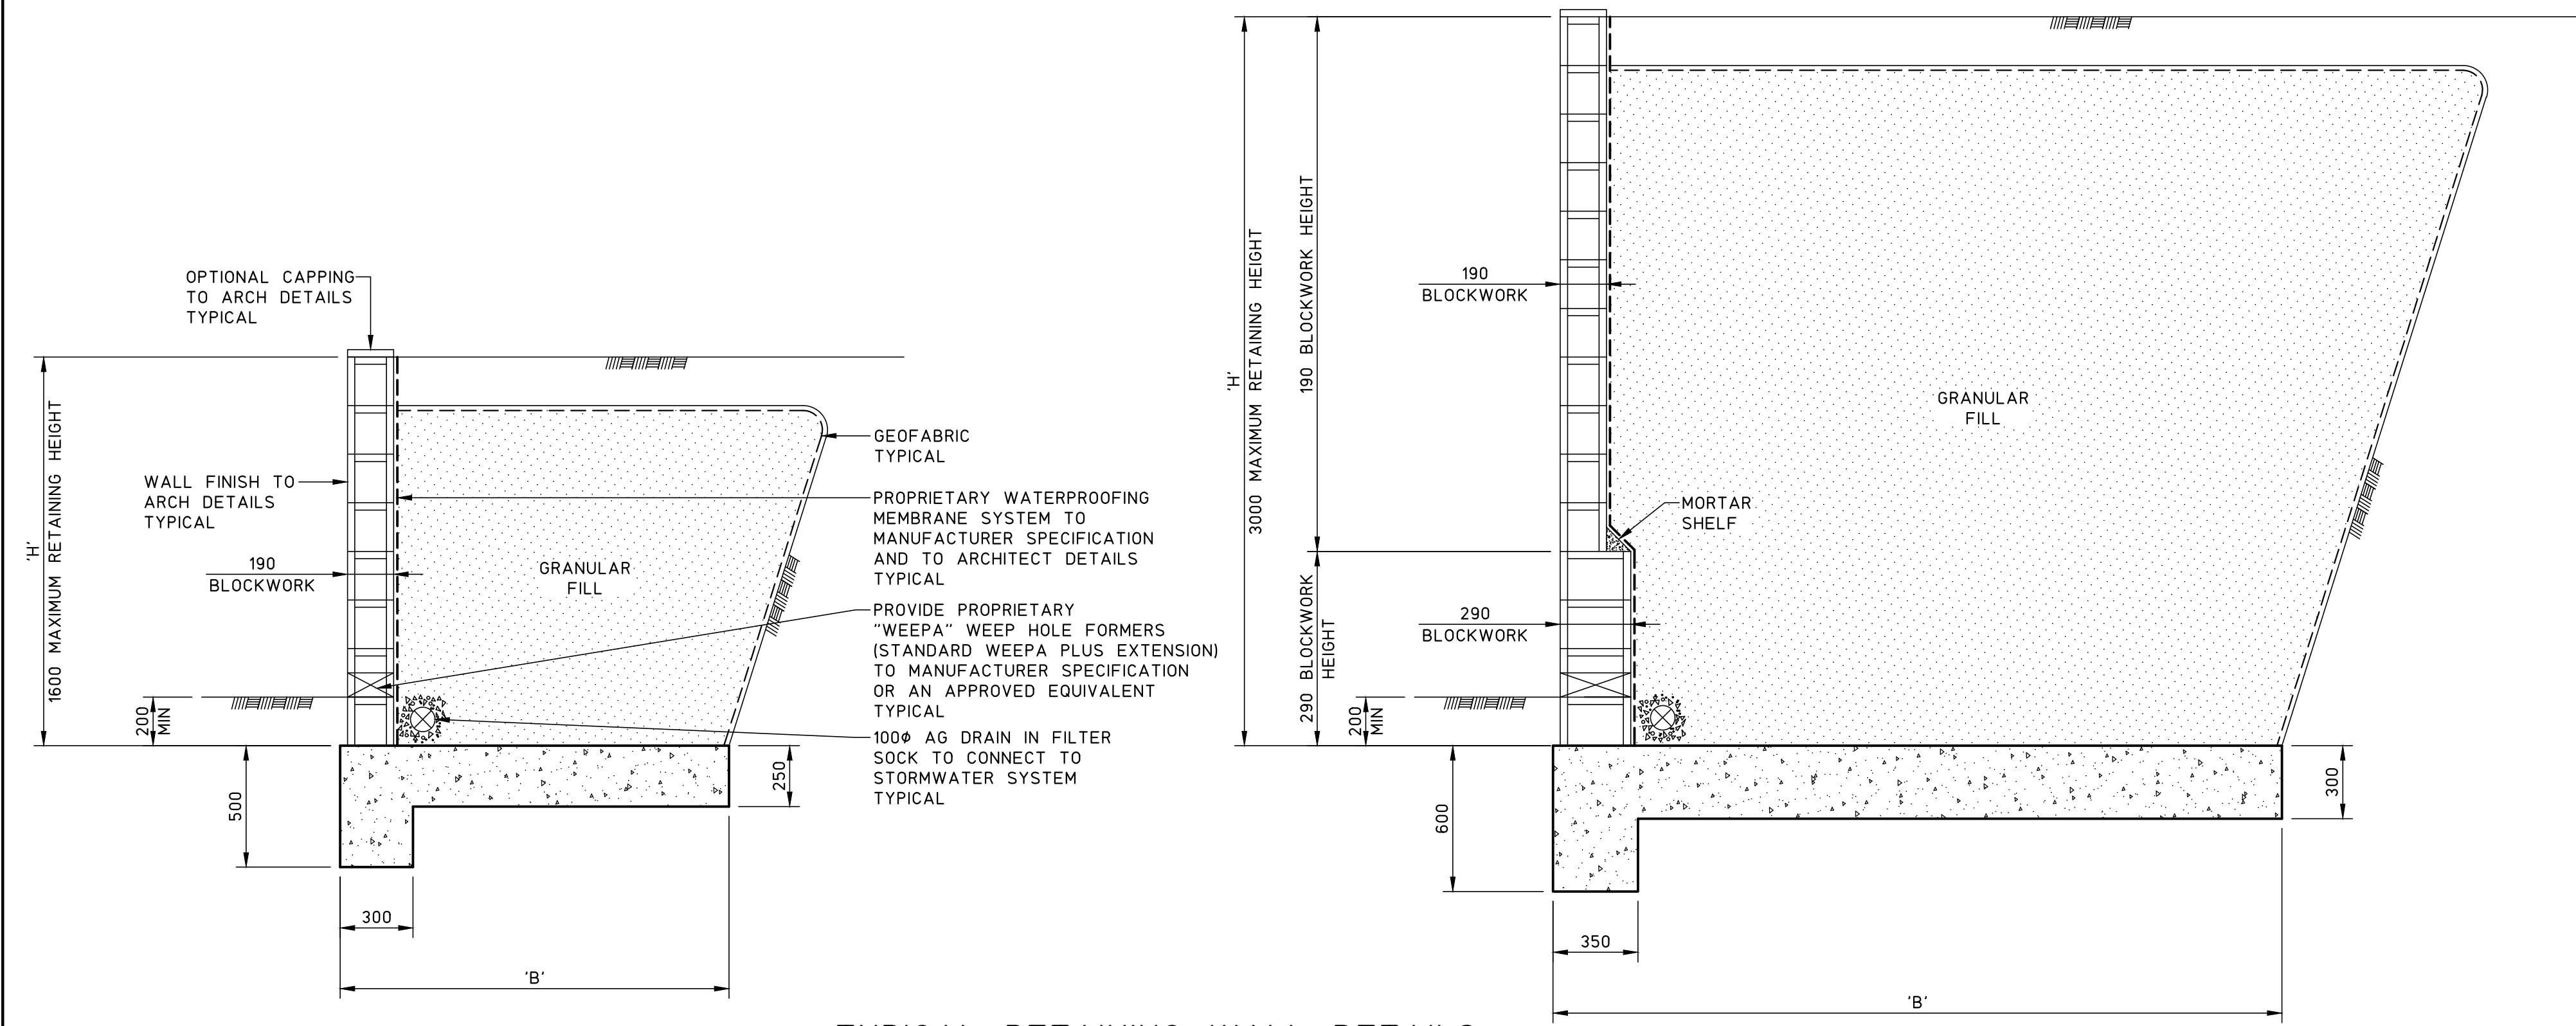 OPTIONAL CAPPING
TO ARCH DETAILS
TYPICAL
'H'
1600 MAXIMUM RETAINING HEIGHT
WALL FINISH TO
ARCH DETAILS
TYPICAL
190
BLOCKWORK
200
MIN
500
300
'B'
250
GRANULAR
FILL
GEOFABRIC
TYPICAL
PROPRIETARY WATERPROOFING
MEMBRANE SYSTEM TO
MANUFACTURER SPECIFICATION
AND TO ARCHITECT DETAILS
TYPICAL
PROVIDE PROPRIETARY
"WEEPA" WEEP HOLE FORMERS
(STANDARD WEEPA PLUS EXTENSION)
TO MANUFACTURER SPECIFICATION
OR AN APPROVED EQUIVALENT
TYPICAL
100ø AG DRAIN IN FILTER
SOCK TO CONNECT TO
STORMWATER SYSTEM
TYPICAL
'H'
3000 MAXIMUM RETAINING HEIGHT
190 BLOCKWORK HEIGHT
290 BLOCKWORK
HEIGHT
190
BLOCKWORK
290
BLOCKWORK
200
MIN
MORTAR
SHELF
GRANULAR
FILL
600
350
'B'
300
TYPICAL RETAINING WALL DETAILS